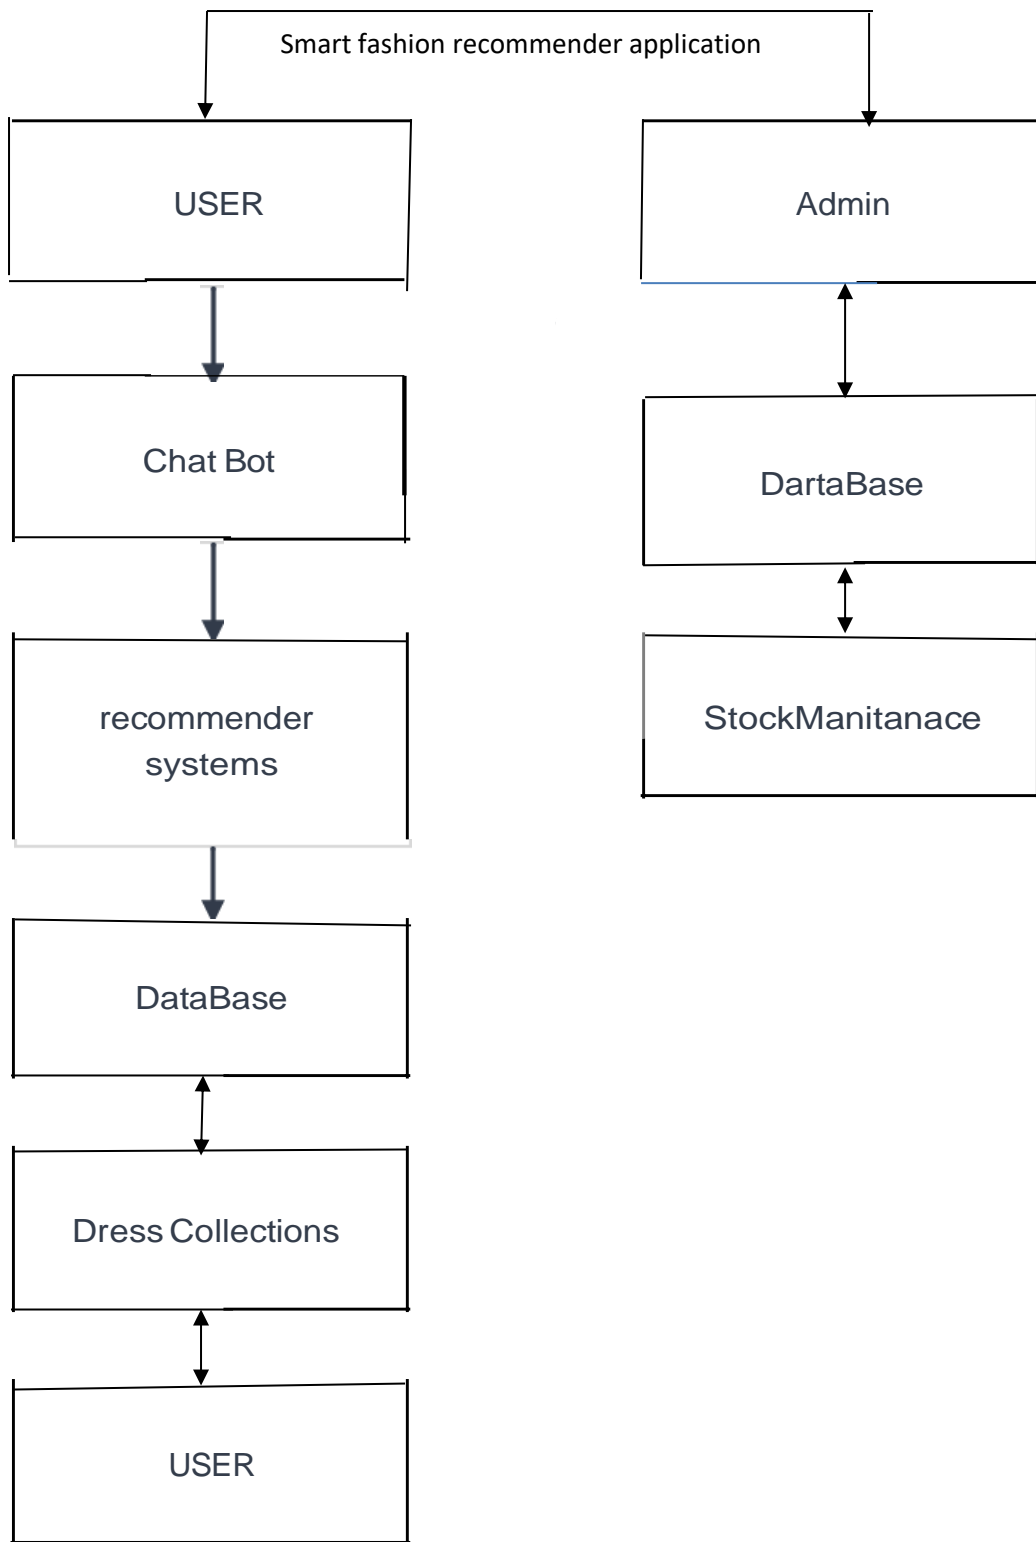 Smart fashion recommender application
USER
Admin
Chat Bot
DartaBase
recommender
systems
StockManitanace
DataBase
Dress Collections
USER